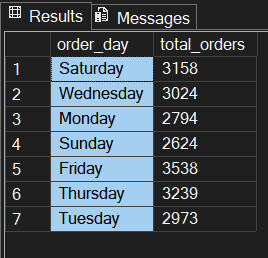 Results Messages
order_day total_orders
1 Saturday 3158
2 Wednesday 3024
3 Monday 2794
4 Sunday 2624
5 Friday 3538
6 Thursday 3239
7 Tuesday 2973